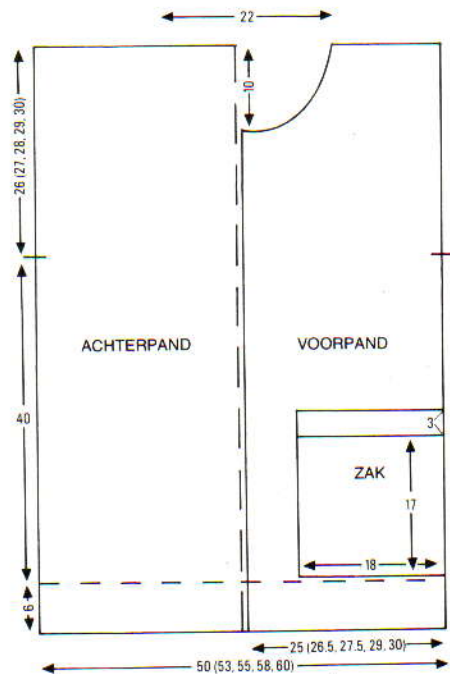 22
10
26 (27, 28, 29, 30)
ACHTERPAND
VOORPAND
40
3
ZAK
17
18
6
25 (26.5, 27.5, 29, 30)
50 (53, 55, 58, 60)